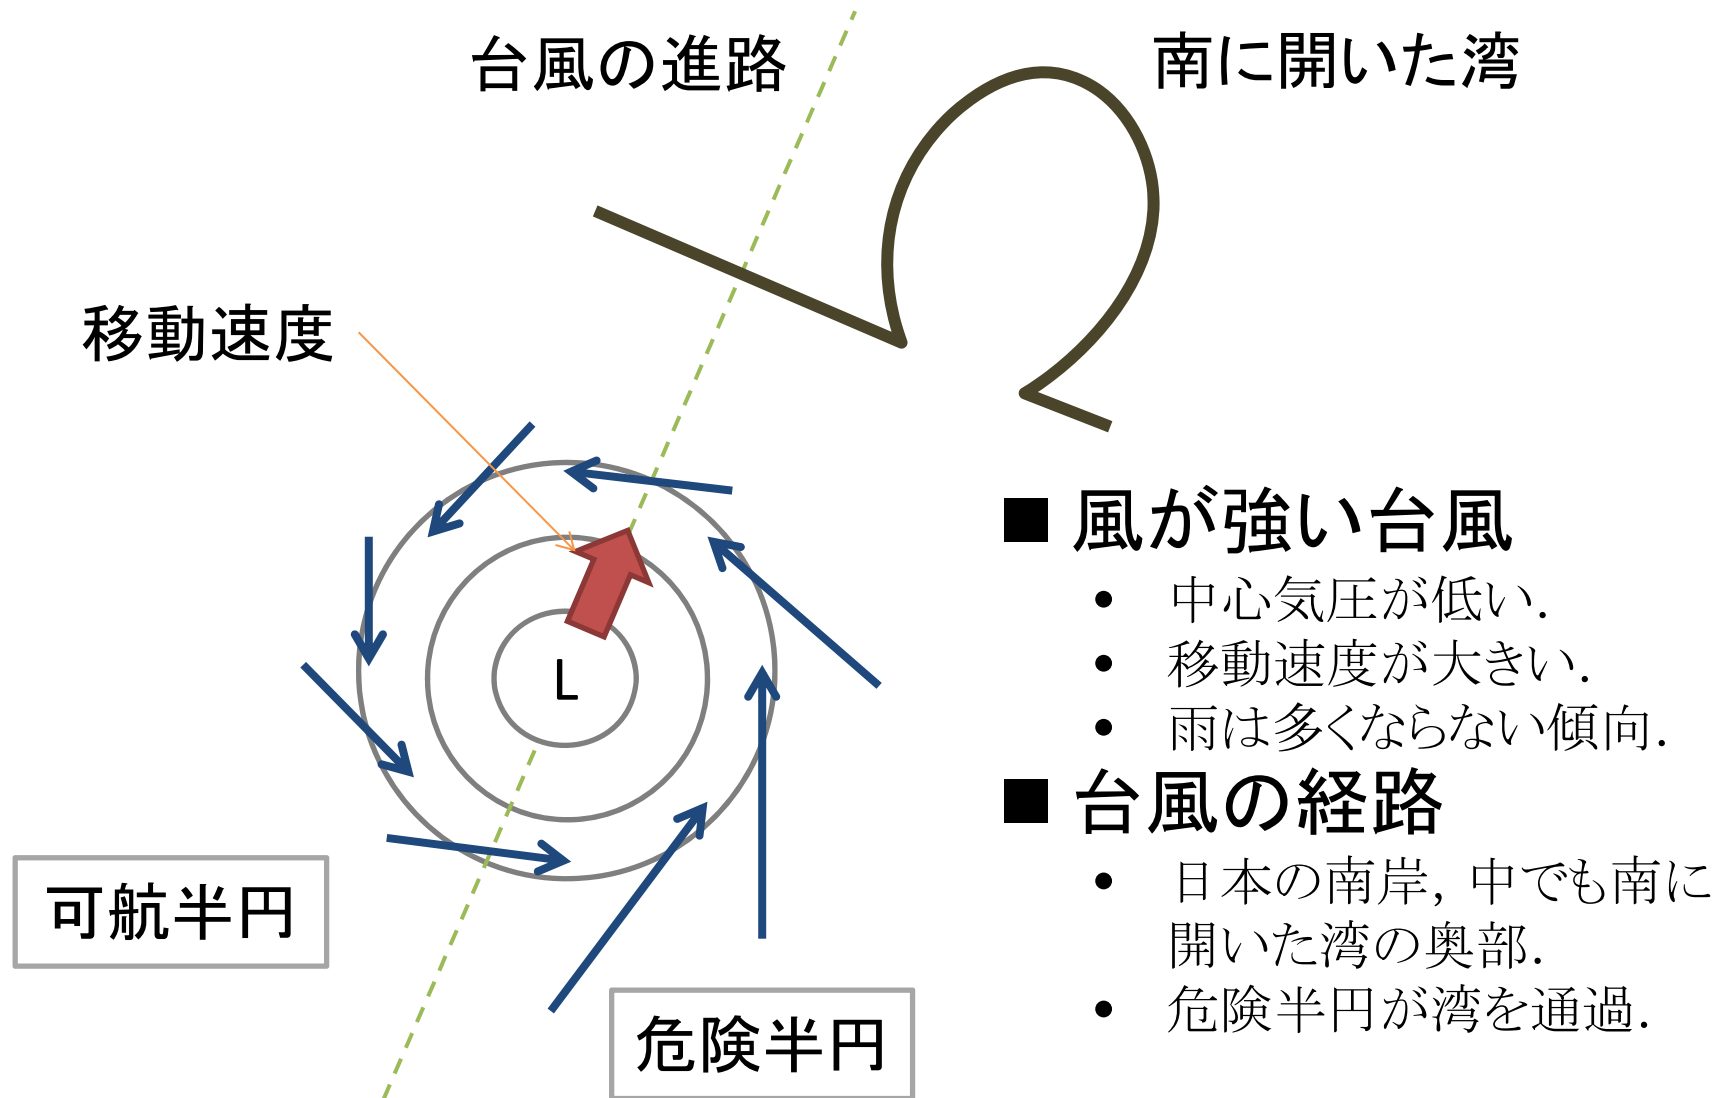 台風の進路
南に開いた湾
移動速度
L
可航半円
危険半円
■ 風が強い台風
• 中心気圧が低い.
• 移動速度が大きい.
• 雨は多くならない傾向.
■ 台風の経路
• 日本の南岸, 中でも南に
開いた湾の奥部.
• 危険半円が湾を通過.